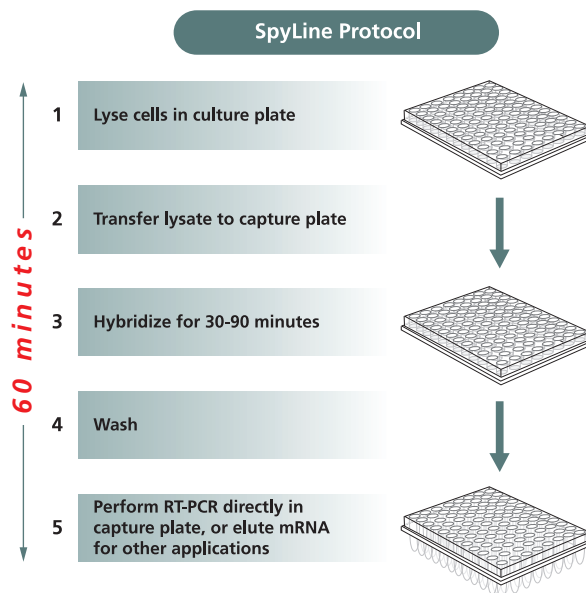 SpyLine Protocol
60 minutes
1 Lyse cells in culture plate
2 Transfer lysate to capture plate
3 Hybridize for 30-90 minutes
4 Wash
5 Perform RT-PCR directly in
capture plate, or elute mRNA
for other applications